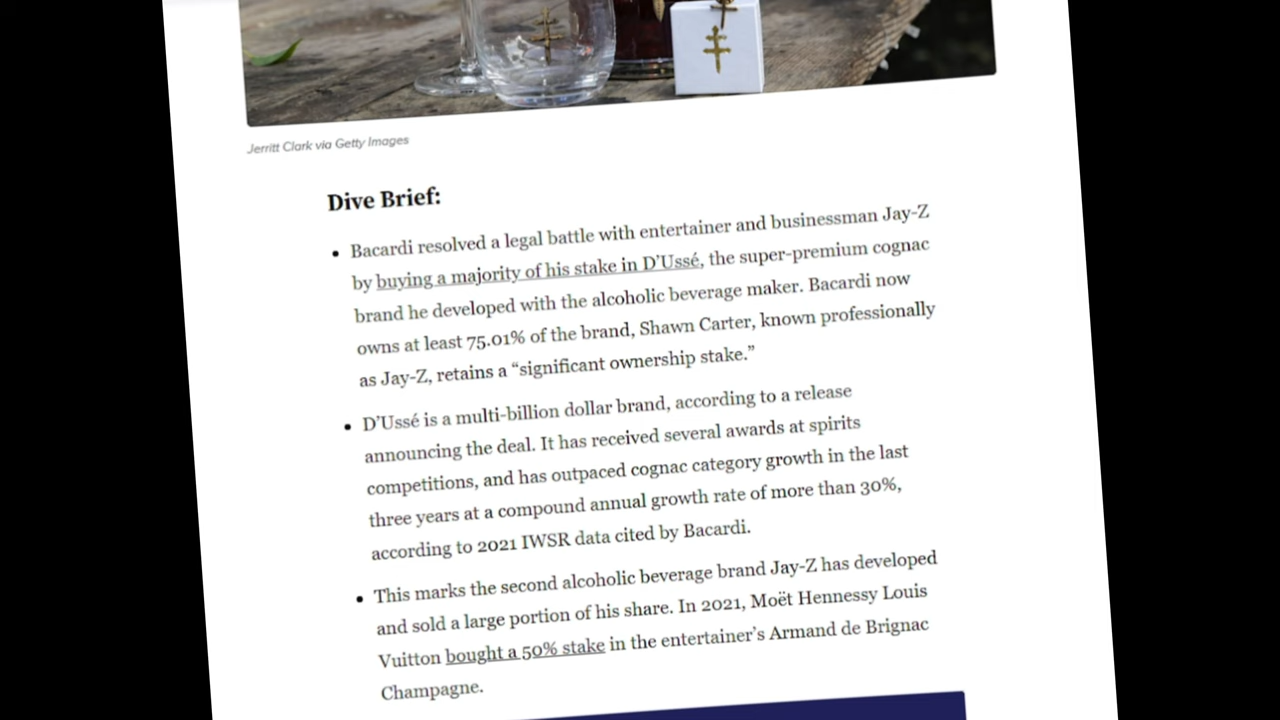 Jerritt Clark via Getty Images
Dive Brief:
Bacardi resolved a legal battle with entertainer and businessman Jay-Z
by buying a majority of his stake in D’Ussé, the super-premium cognac
brand he developed with the alcoholic beverage maker. Bacardi now
owns at least 75.01% of the brand, Shawn Carter, known professionally
as Jay-Z, retains a “significant ownership stake.”
D’Ussé is a multi-billion dollar brand, according to a release
announcing the deal. It has received several awards at spirits
competitions, and has outpaced cognac category growth in the last
three years at a compound annual growth rate of more than 30%,
according to 2021 IWSR data cited by Bacardi.
This marks the second alcoholic beverage brand Jay-Z has developed
and sold a large portion of his share. In 2021, Moët Hennessy Louis
Vuitton bought a 50% stake in the entertainer’s Armand de Brignac
Champagne.